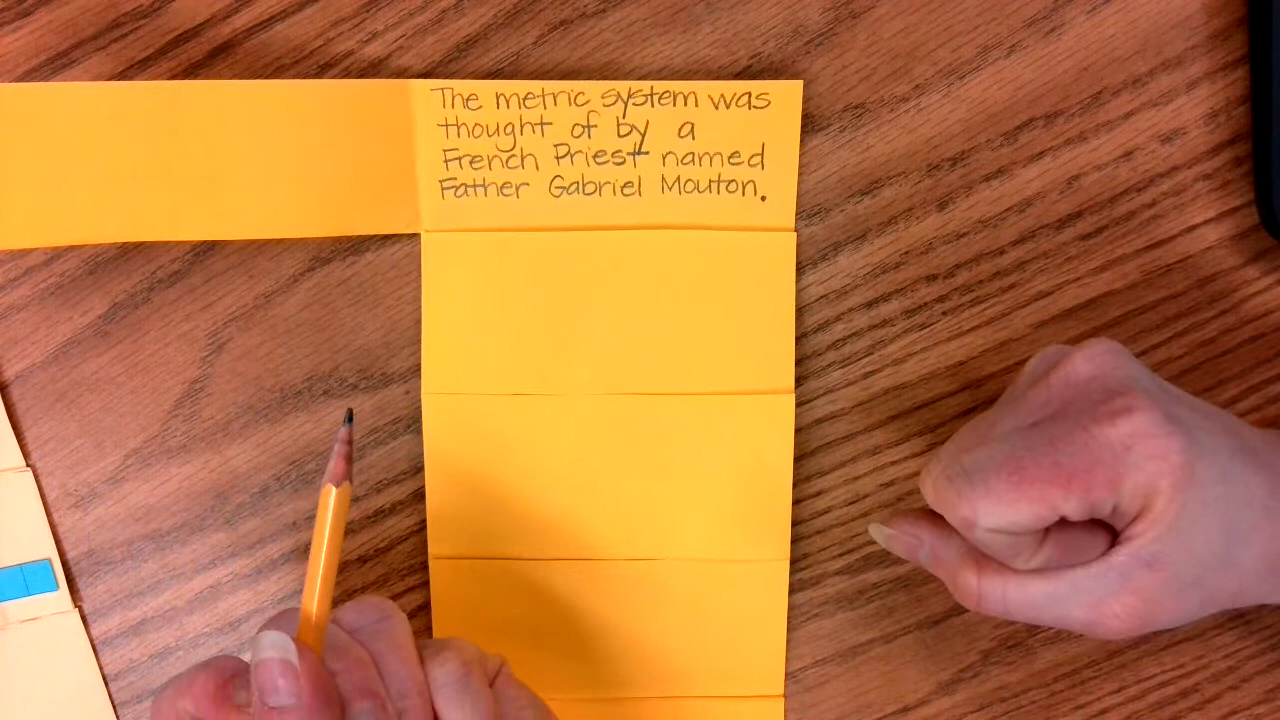 The metric system was
thought of by a
French Priest named
Father Gabriel Mouton.